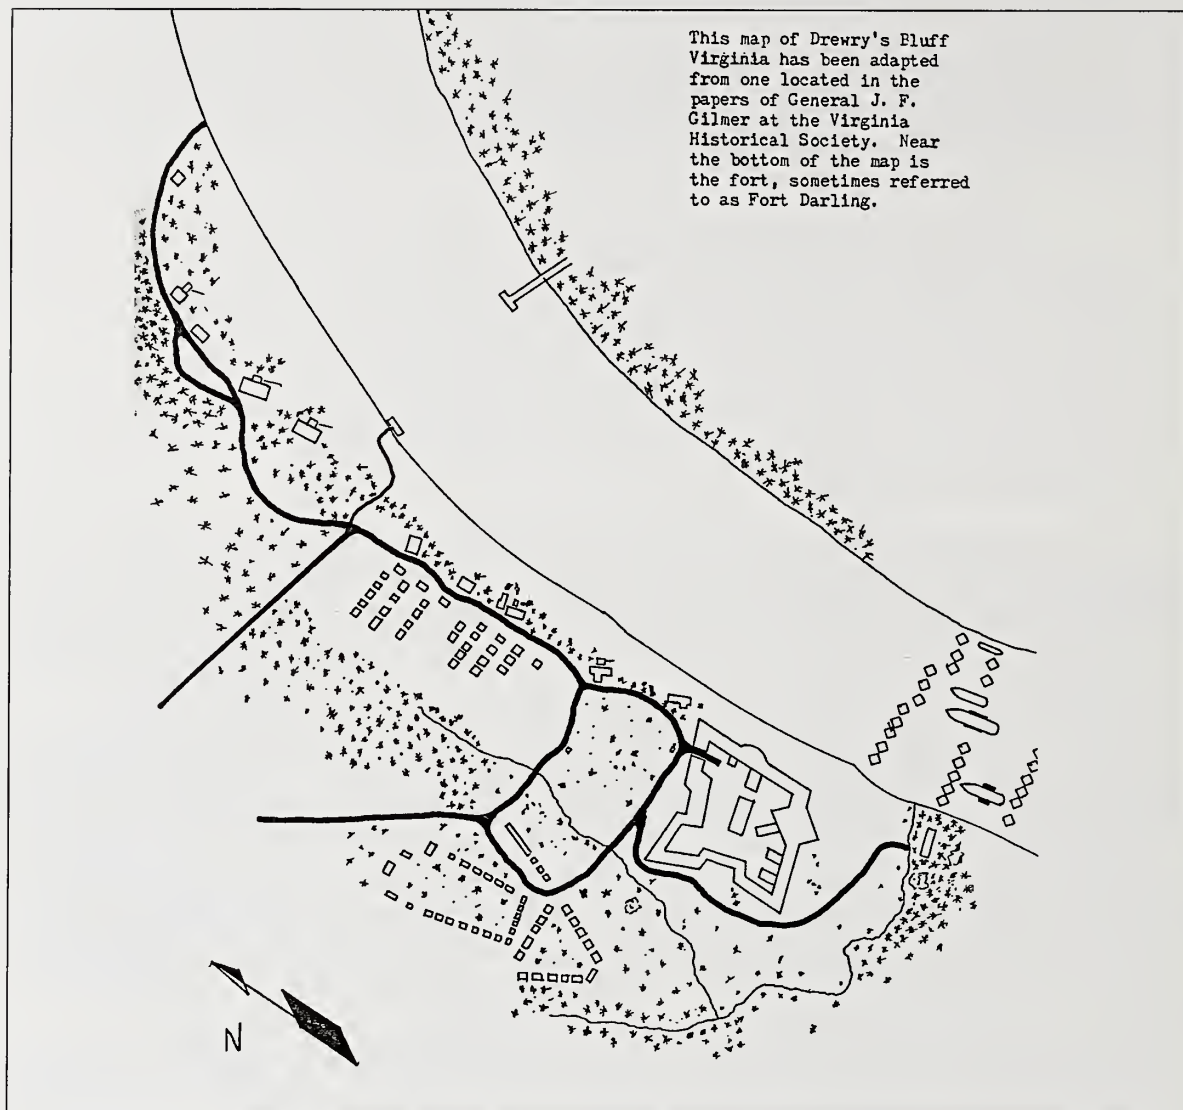 This map of Drewry's Bluff
Virginia has been adapted
from one located in the
papers of General J. F.
Gilmer at the Virginia
Historical Society. Near
the bottom of the map is
the fort, sometimes referred
to as Fort Darling.
N